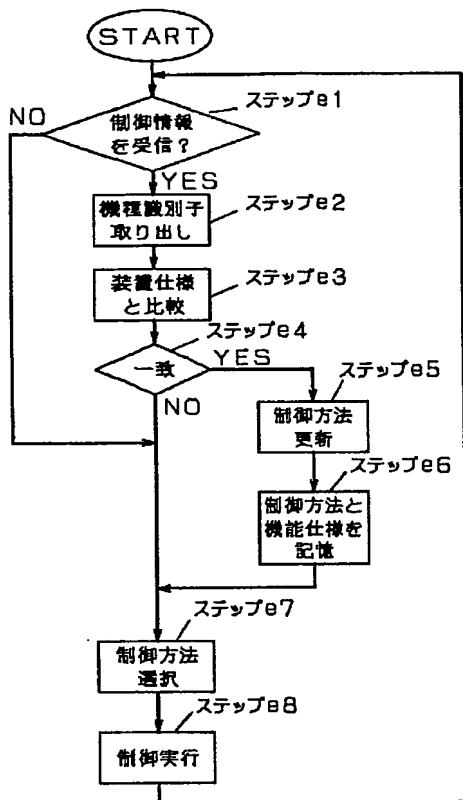 START
ステップe1
NO
制御情報
を受信？
YES
ステップe2
機種識別子
取り出し
ステップe3
装置仕様
と比較
ステップe4
一致
YES
NO
ステップe5
制御方法
更新
ステップe6
制御方法と
機能仕様を
記憶
ステップe7
制御方法
選択
ステップe8
制御実行